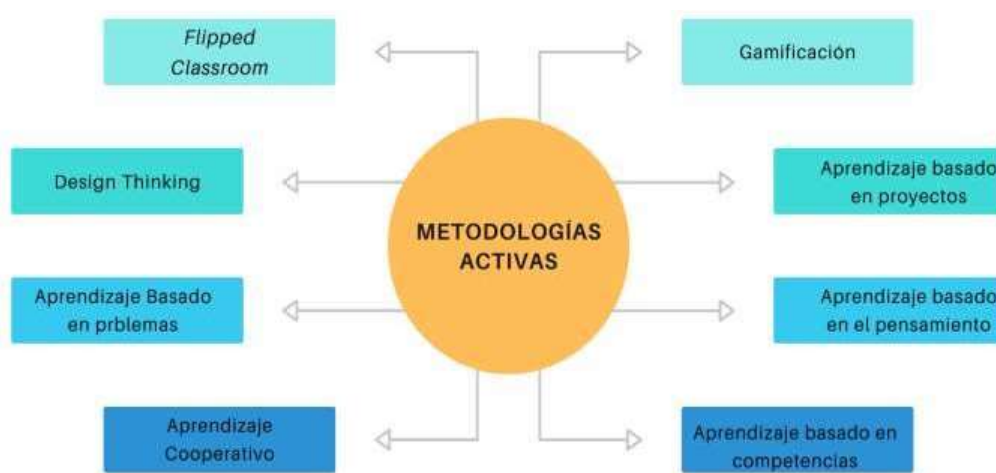 Flipped
Classroom
Gamificación
Design Thinking
Aprendizaje basado
en proyectos
METODOLOGÍAS
ACTIVAS
Aprendizaje Basado
en prblemas
Aprendizaje basado
en el pensamiento
Aprendizaje
Cooperativo
Aprendizaje basado en
competencias